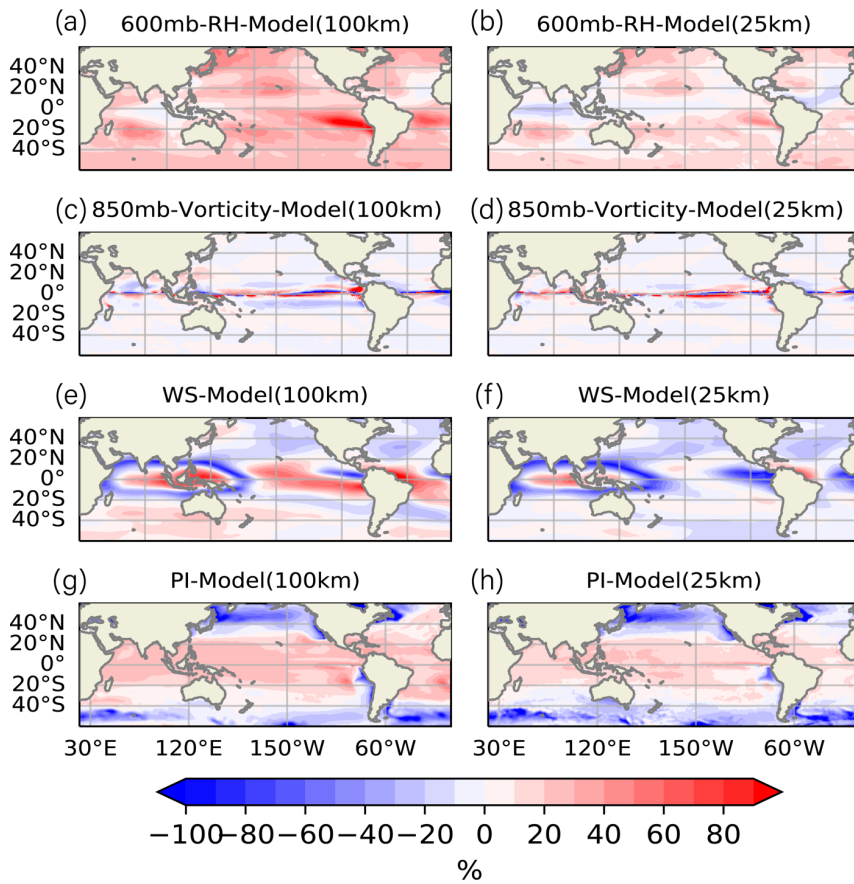 (a) 600mb-RH-Model(100km) (b) 600mb-RH-Model(25km)
40°N
20°N
0°
20°S
40°S
(c) 850mb-Vorticity-Model(100km) (d) 850mb-Vorticity-Model(25km)
40°N
20°N
0°
20°S
40°S
(e) WS-Model(100km) (f) WS-Model(25km)
40°N
20°N
0°
20°S
40°S
(g) PI-Model(100km) (h) PI-Model(25km)
40°N
20°N
0°
20°S
40°S
30°E 120°E 150°W 60°W 30°E 120°E 150°W 60°W
−100 −80 −60 −40 −20 0 20 40 60 80
%